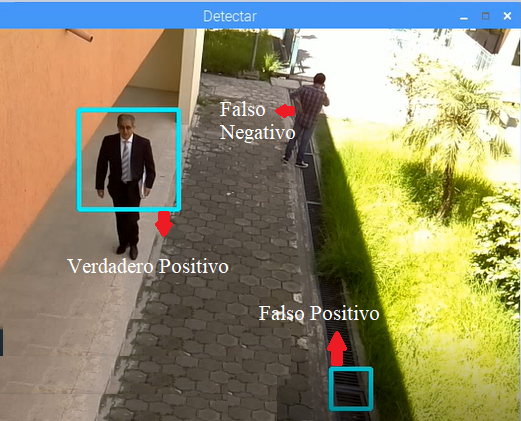 Detectar
Falso
Negativo
Verdadero Positivo
Falso Positivo